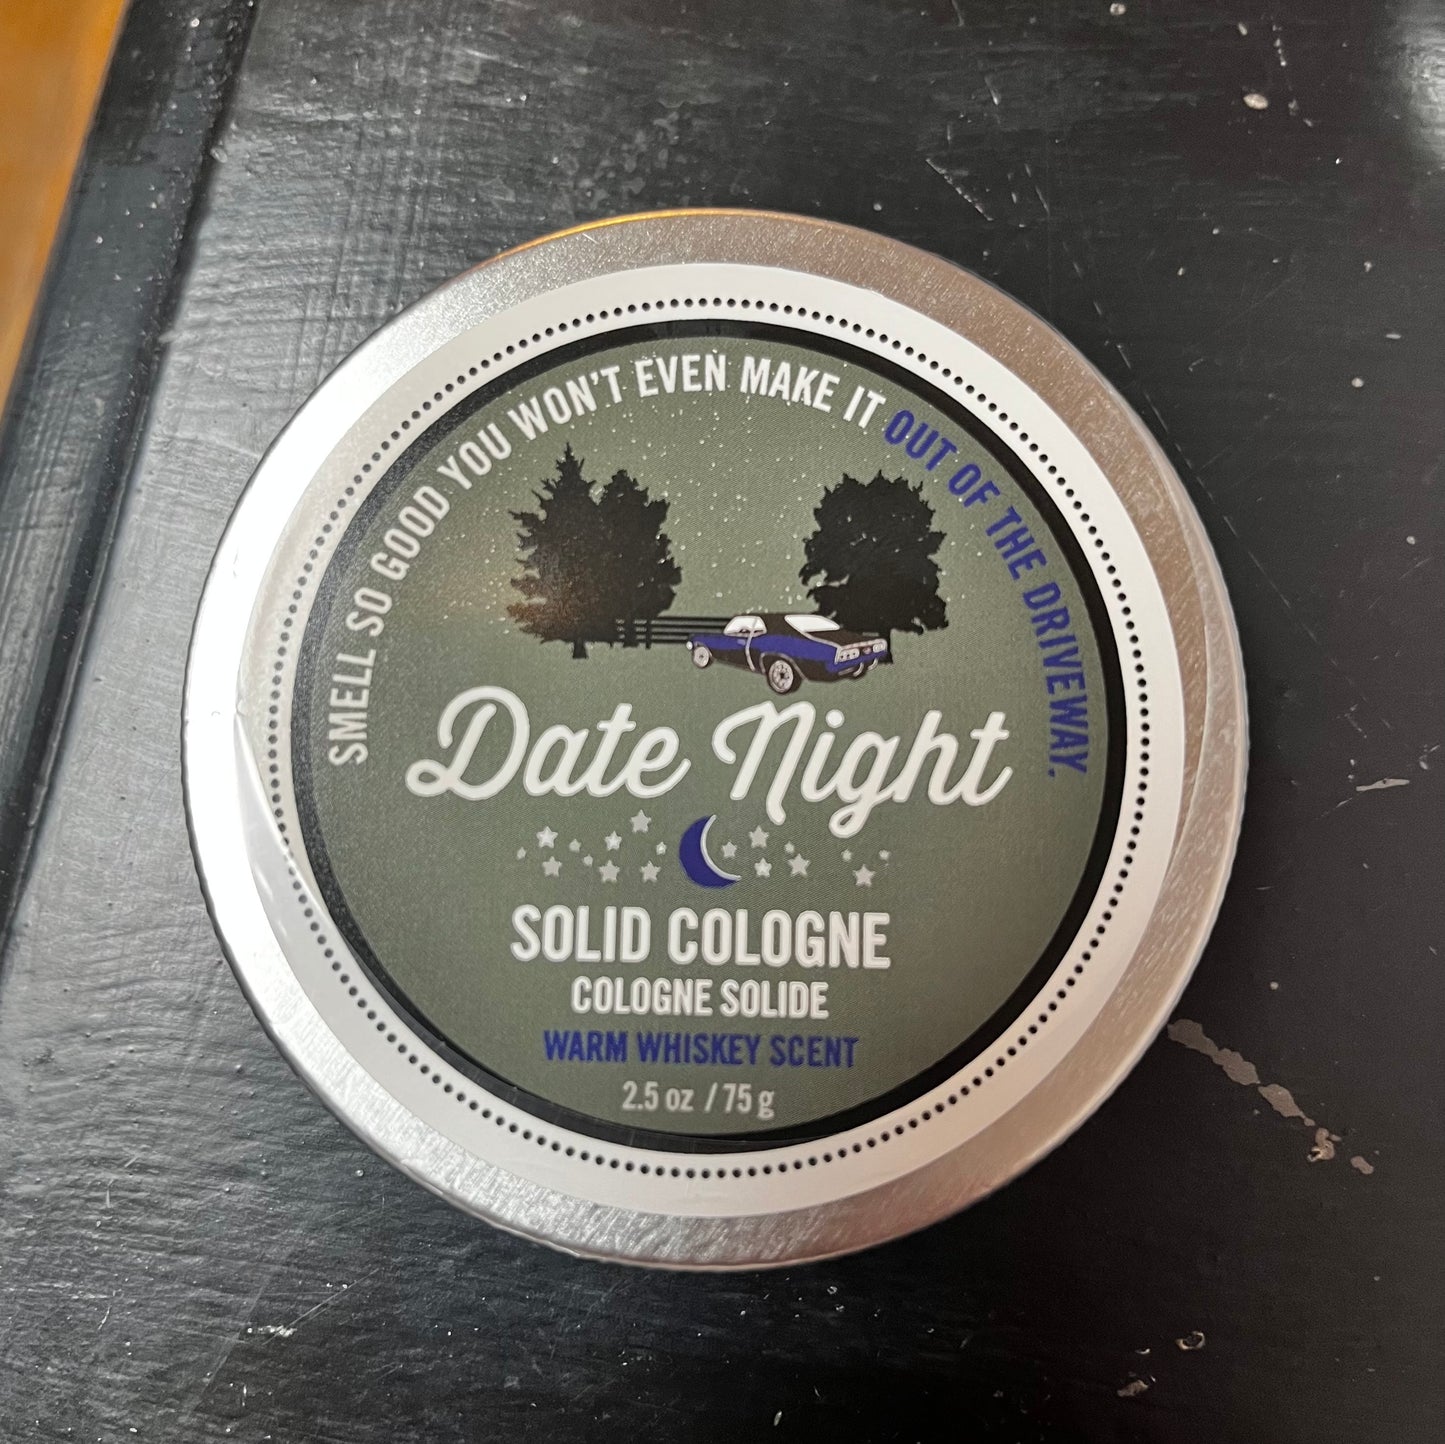 SMELL SO GOOD YOU WON'T EVEN MAKE IT OUT OF THE DRIVEWAY.
Date Night
SOLID COLOGNE
COLOGNE SOLIDE
WARM WHISKEY SCENT
2.5 oz / 75 g